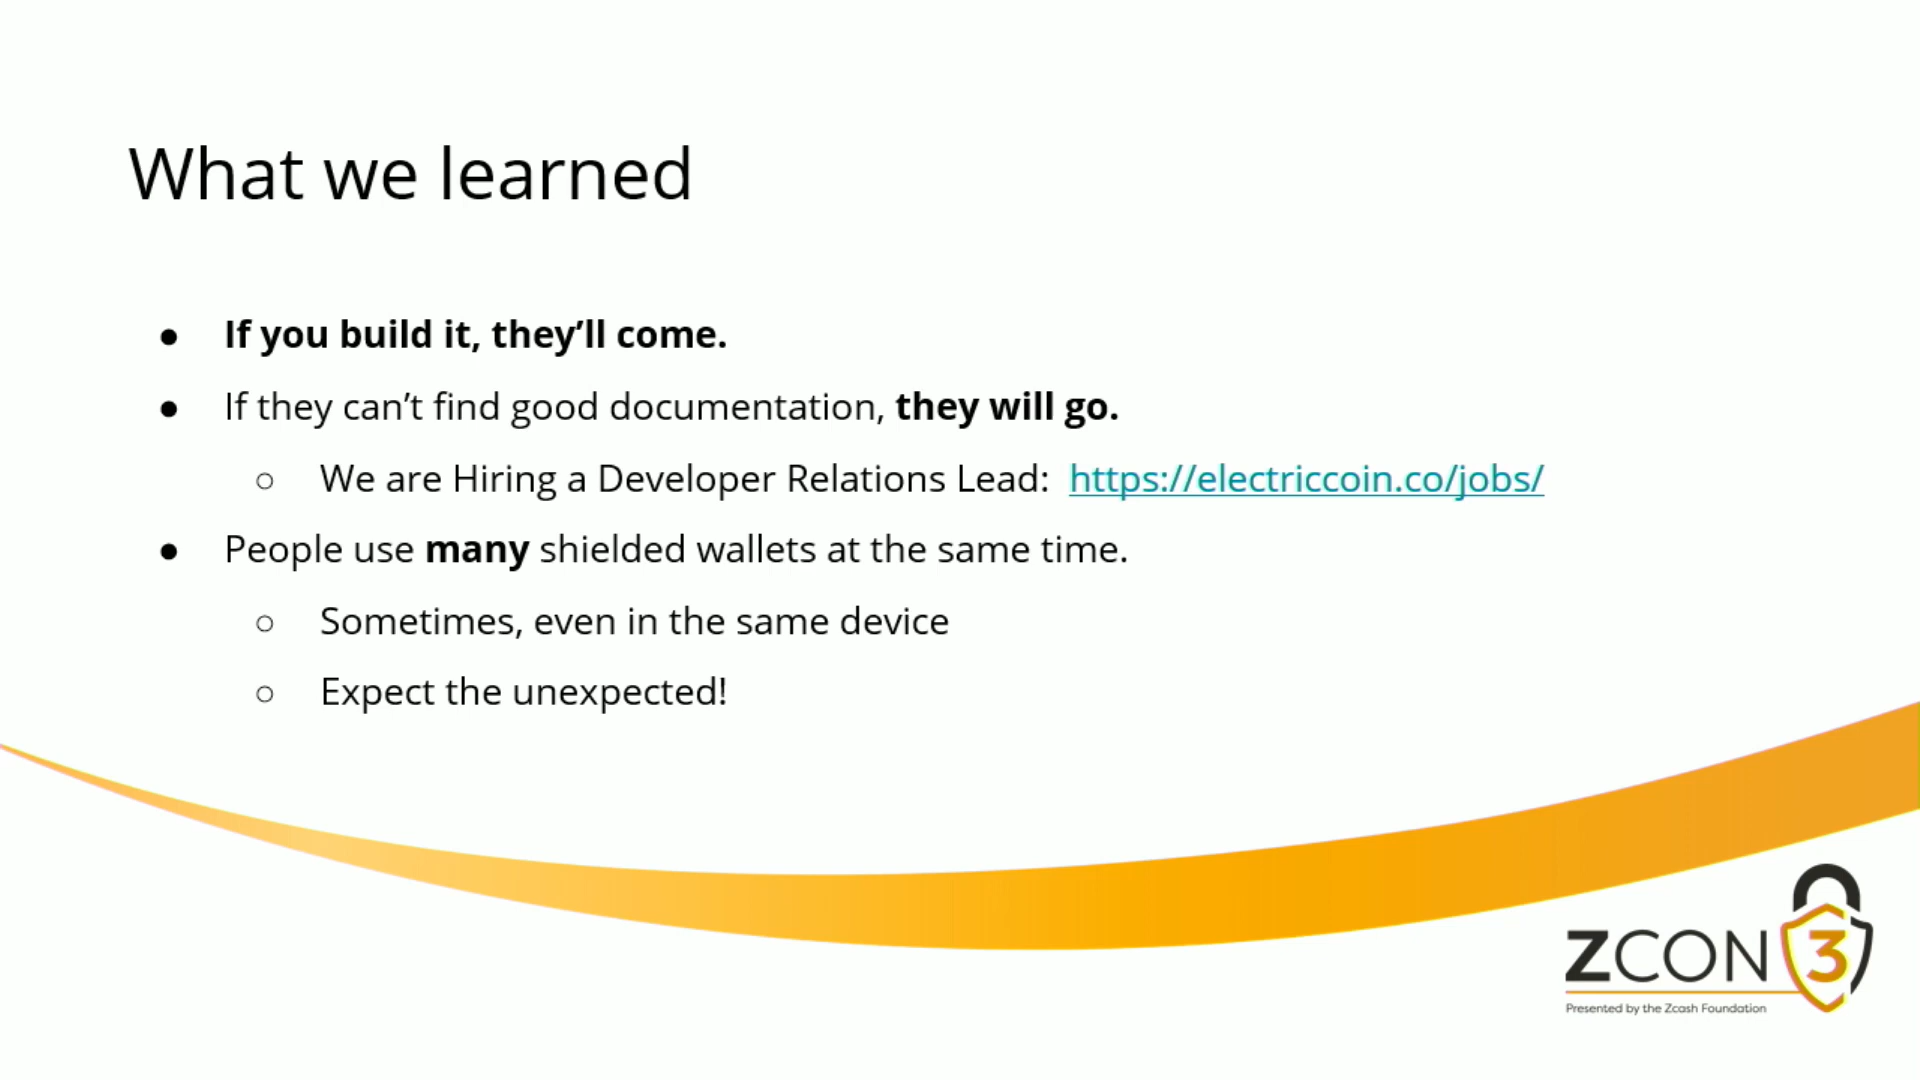 What we learned
● If you build it, they’ll come.
● If they can’t find good documentation, they will go.
○ We are Hiring a Developer Relations Lead: https://electriccoin.co/jobs/
● People use many shielded wallets at the same time.
○ Sometimes, even in the same device
○ Expect the unexpected!
ZCON 3
Presented by the Zcash Foundation